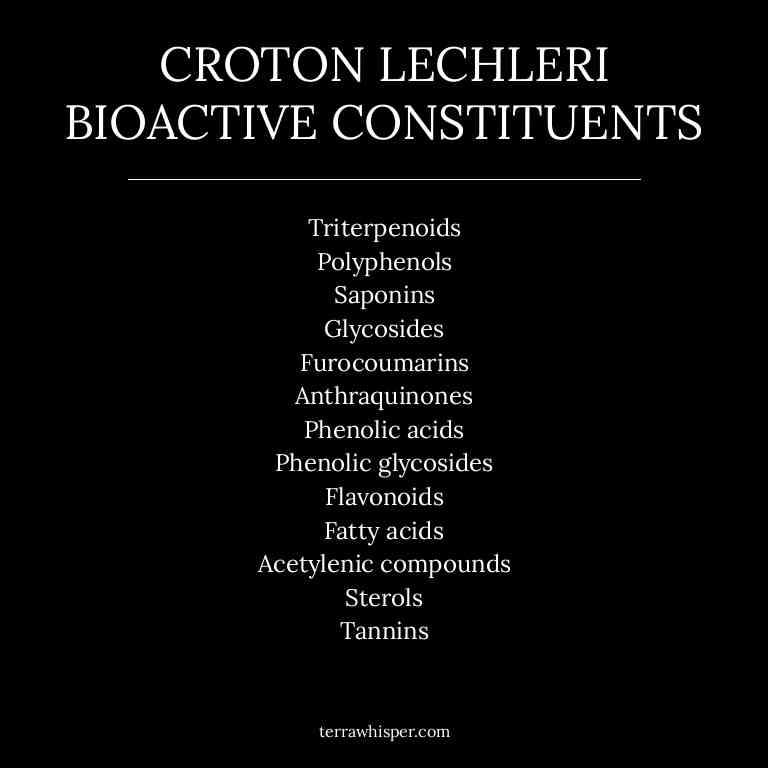 CROTON LECHLERI
BIOACTIVE CONSTITUENTS
Triterpenoids
Polyphenols
Saponins
Glycosides
Furocoumarins
Anthraquinones
Phenolic acids
Phenolic glycosides
Flavonoids
Fatty acids
Acetylenic compounds
Sterols
Tannins
terrawhisper.com